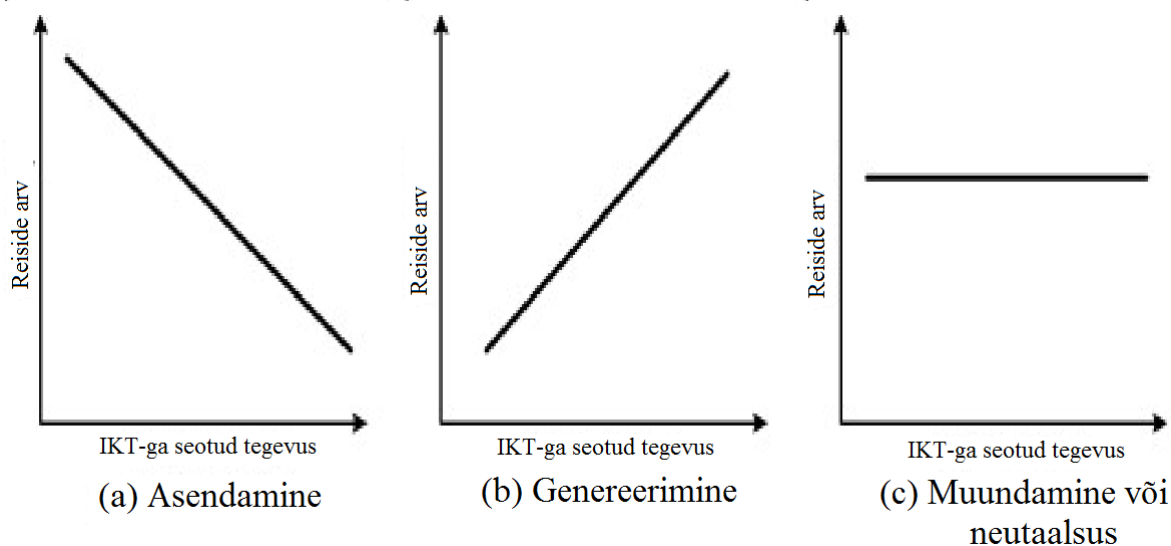 Reiside arv
IKT-ga seotud tegevus
(a) Asendamine
Reiside arv
IKT-ga seotud tegevus
(b) Genereerimine
Reiside arv
IKT-ga seotud tegevus
(c) Muundamine või
neutaalsus